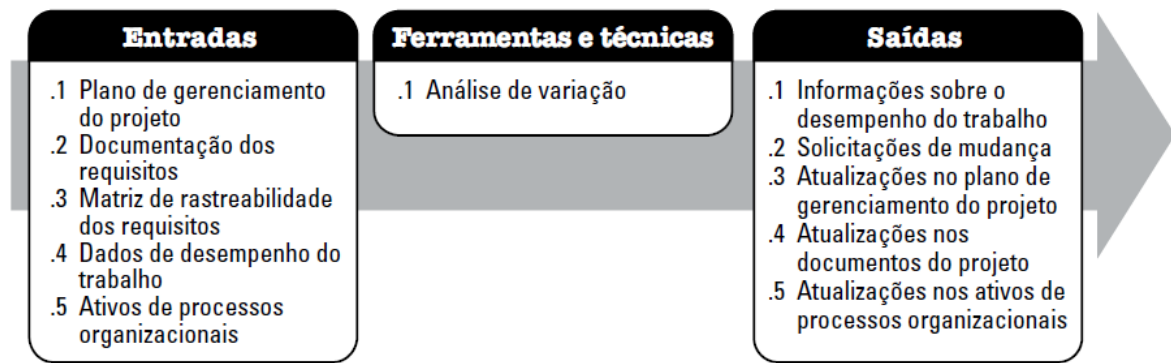 Entradas
.1 Plano de gerenciamento
do projeto
.2 Documentação dos
requisitos
.3 Matriz de rastreabilidade
dos requisitos
.4 Dados de desempenho do
trabalho
.5 Ativos de processos
organizacionais
Ferramentas e técnicas
.1 Análise de variação
Saídas
.1 Informações sobre o
desempenho do trabalho
.2 Solicitações de mudança
.3 Atualizações no plano de
gerenciamento do projeto
.4 Atualizações nos
documentos do projeto
.5 Atualizações nos ativos de
processos organizacionais